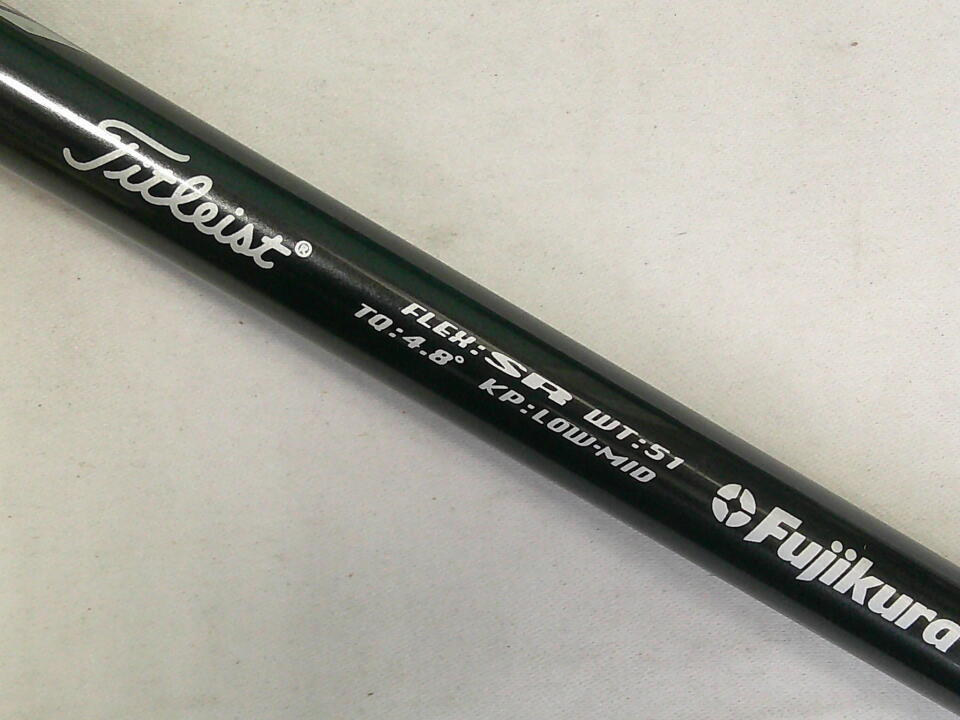 Titleist®
FLEX:SR WT:51
TQ:4.8° KP:LOW-MID
Fujikura